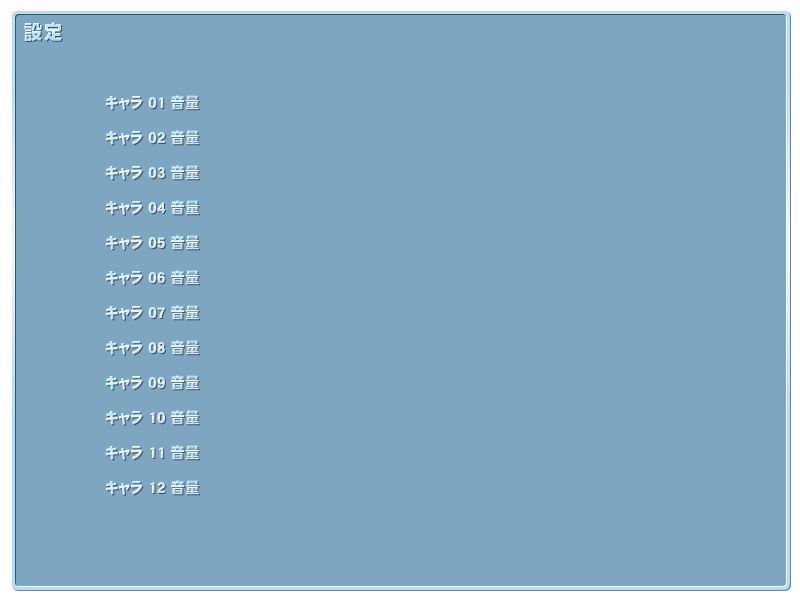 設定
キャラ 01 音量
キャラ 02 音量
キャラ 03 音量
キャラ 04 音量
キャラ 05 音量
キャラ 06 音量
キャラ 07 音量
キャラ 08 音量
キャラ 09 音量
キャラ 10 音量
キャラ 11 音量
キャラ 12 音量